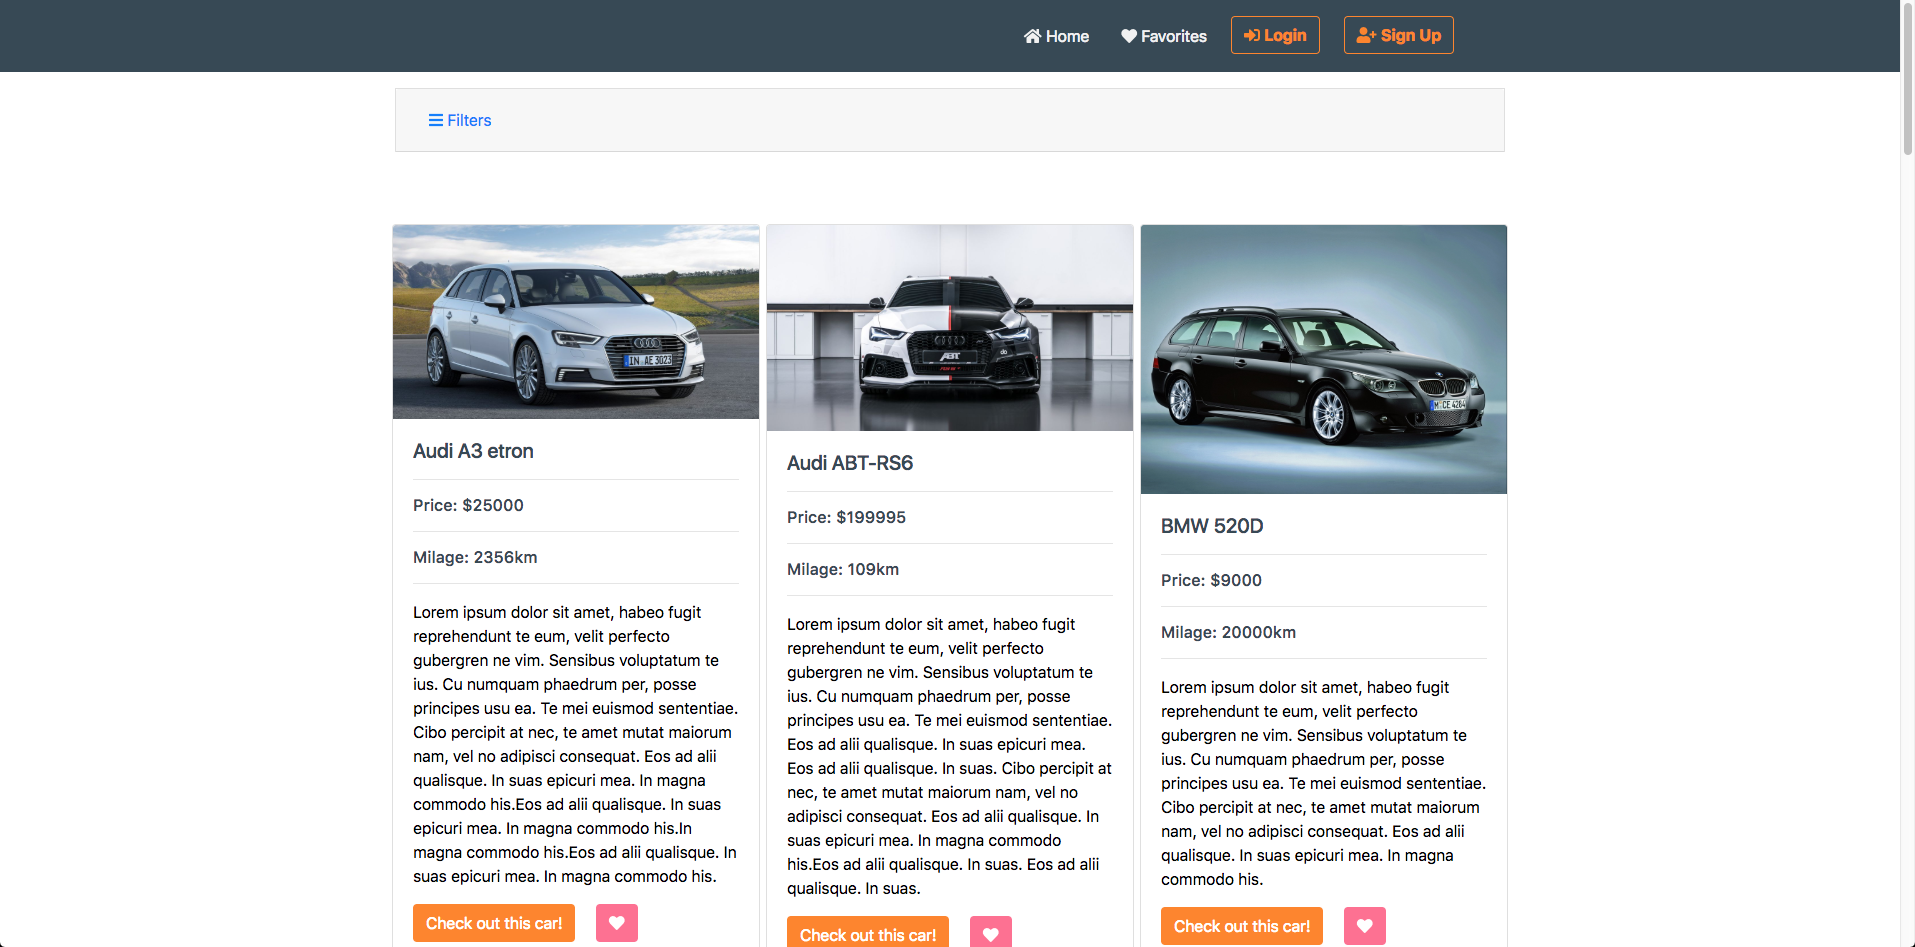 Home
Favorites
Login
Sign Up
Filters
IN AE 3023
Audi A3 etron
Price: $25000
Milage: 2356km
Lorem ipsum dolor sit amet, habeo fugit
reprehendunt te eum, velit perfecto
gubergren ne vim. Sensibus voluptatum te
ius. Cu numquam phaedrum per, posse
principes usu ea. Te mei euismod sententiae.
Cibo percipit at nec, te amet mutat maiorum
nam, vel no adipisci consequat. Eos ad alii
qualisque. In suas epicuri mea. In magna
commodo his.Eos ad alii qualisque. In suas
epicuri mea. In magna commodo his.In
magna commodo his.Eos ad alii qualisque. In
suas epicuri mea. In magna commodo his.
Check out this car!
ABT
Audi ABT-RS6
Price: $199995
Milage: 109km
Lorem ipsum dolor sit amet, habeo fugit
reprehendunt te eum, velit perfecto
gubergren ne vim. Sensibus voluptatum te
ius. Cu numquam phaedrum per, posse
principes usu ea. Te mei euismod sententiae.
Eos ad alii qualisque. In suas epicuri mea.
Eos ad alii qualisque. In suas. Cibo percipit at
nec, te amet mutat maiorum nam, vel no
adipisci consequat. Eos ad alii qualisque. In
suas epicuri mea. In magna commodo
his.Eos ad alii qualisque. In suas. Eos ad alii
qualisque. In suas.
Check out this car!
M CE 4284
BMW 520D
Price: $9000
Milage: 20000km
Lorem ipsum dolor sit amet, habeo fugit
reprehendunt te eum, velit perfecto
gubergren ne vim. Sensibus voluptatum te
ius. Cu numquam phaedrum per, posse
principes usu ea. Te mei euismod sententiae.
Cibo percipit at nec, te amet mutat maiorum
nam, vel no adipisci consequat. Eos ad alii
qualisque. In suas epicuri mea. In magna
commodo his.
Check out this car!